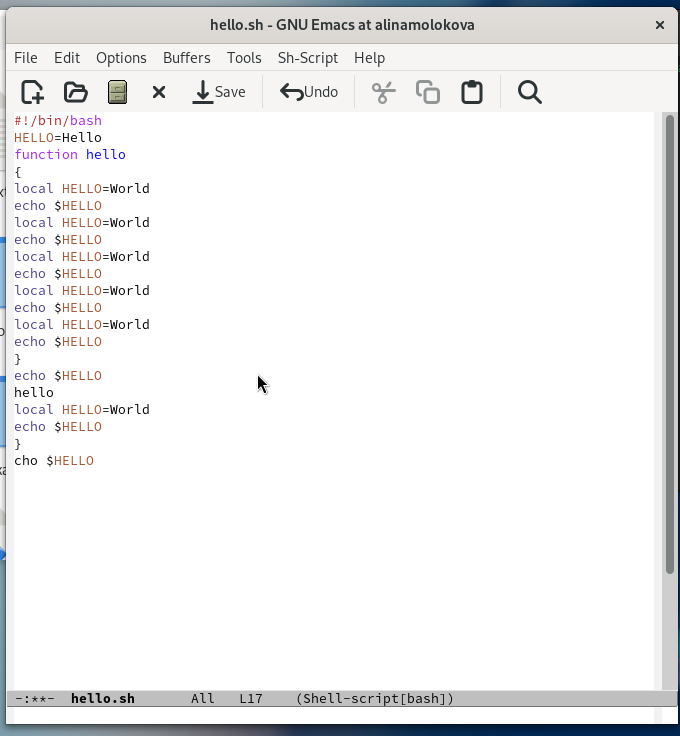 hello.sh - GNU Emacs at alinamolokova ×
File Edit Options Buffers Tools Sh-Script Help
Save Undo
#!/bin/bash
HELLO=Hello
function hello
{
local HELLO=World
echo $HELLO
local HELLO=World
echo $HELLO
local HELLO=World
echo $HELLO
local HELLO=World
echo $HELLO
local HELLO=World
echo $HELLO
}
echo $HELLO
hello
local HELLO=World
echo $HELLO
}
cho $HELLO
-:**- hello.sh All L17 (Shell-script[bash])